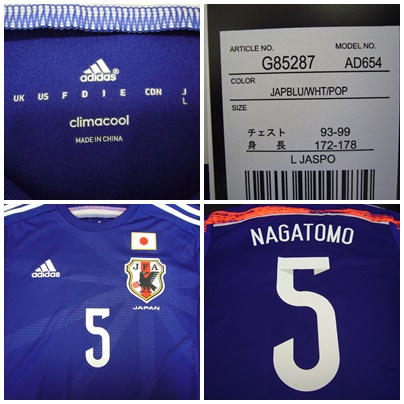 adidas
UK US F D I E CDN J
L
climacool
MADE IN CHINA
ARTICLE NO. MODEL NO.
G85287 AD654
COLOR
JAPBLU/WHT/POP
SIZE
チェスト 93-99
身 長 172-178
L JASPO
adidas
JFA
JAPAN
5
NAGATOMO
5